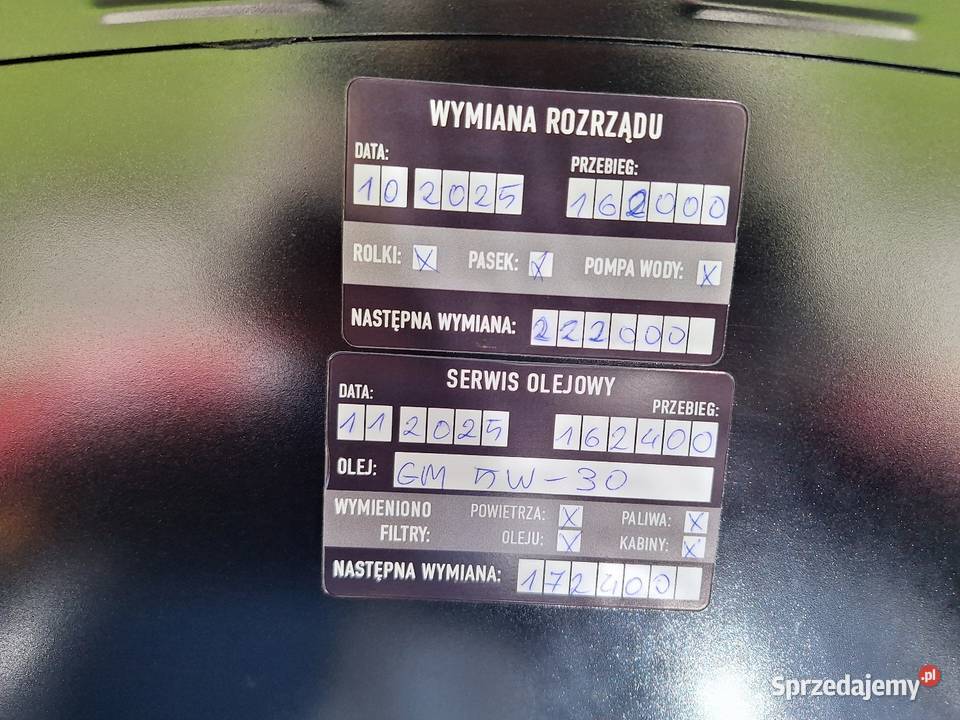 WYMIANA ROZRZĄDU
DATA: PRZEBIEG:
10 2025 162000
ROLKI: X PASEK: X POMPA WODY: X
NASTĘPNA WYMIANA: 222000
SERWIS OLEJOWY
DATA: PRZEBIEG:
11 2025 162400
OLEJ: GM 5W-30
WYMIENIONO FILTRY: POWIETRZA: X PALIWA: X
OLEJU: X KABINY: X
NASTĘPNA WYMIANA: 172400
Sprzedajemy.pl